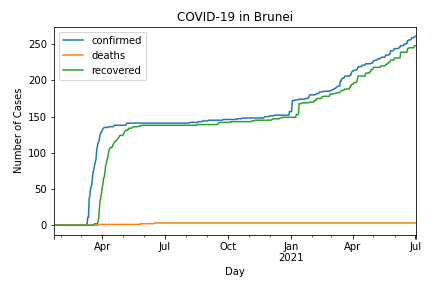 COVID-19 in Brunei
confirmed
deaths
recovered
Number of Cases
250
200
150
100
50
0
Apr
Jul
Oct
Jan
2021
Apr
Jul
Day